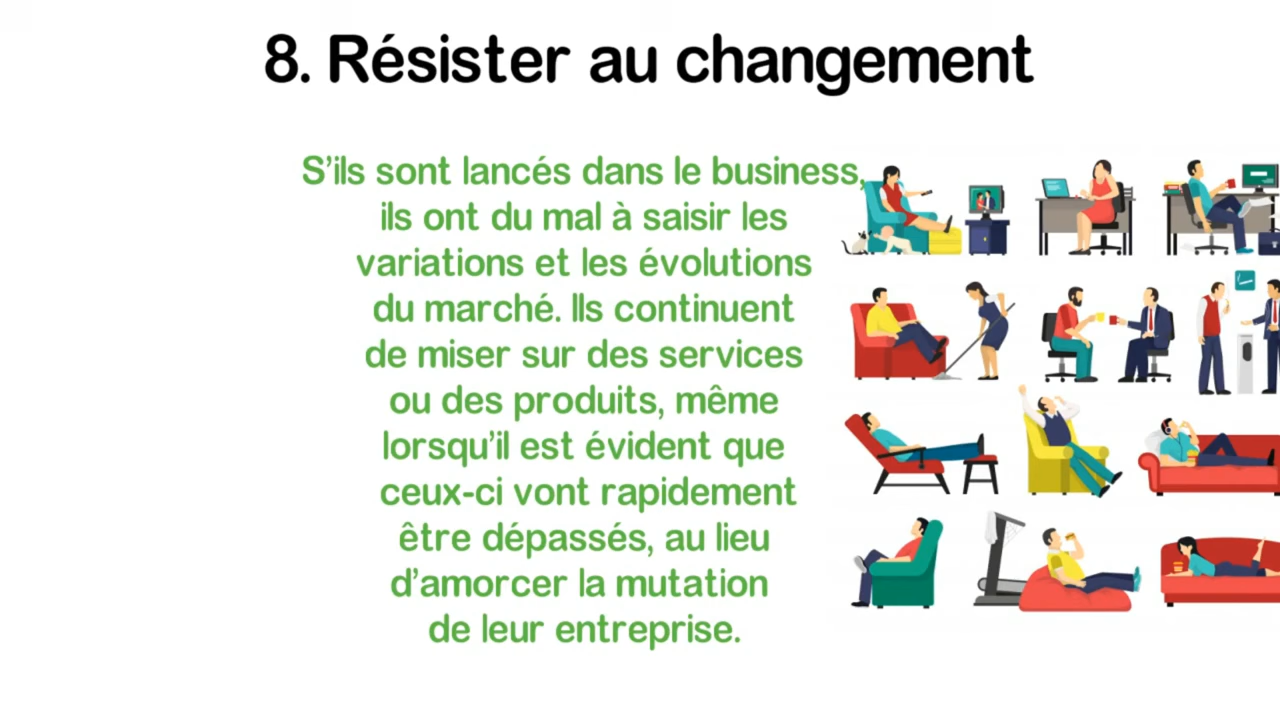 8. Résister au changement
S’ils sont lancés dans le business,
ils ont du mal à saisir les
variations et les évolutions
du marché. Ils continuent
de miser sur des services
ou des produits, même
lorsqu’il est évident que
ceux-ci vont rapidement
être dépassés, au lieu
d’amorcer la mutation
de leur entreprise.